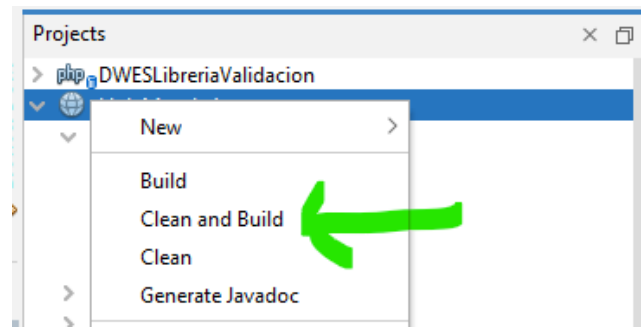 Projects
php DWESLibreriaValidacion
New
Build
Clean and Build
Clean
Generate Javadoc